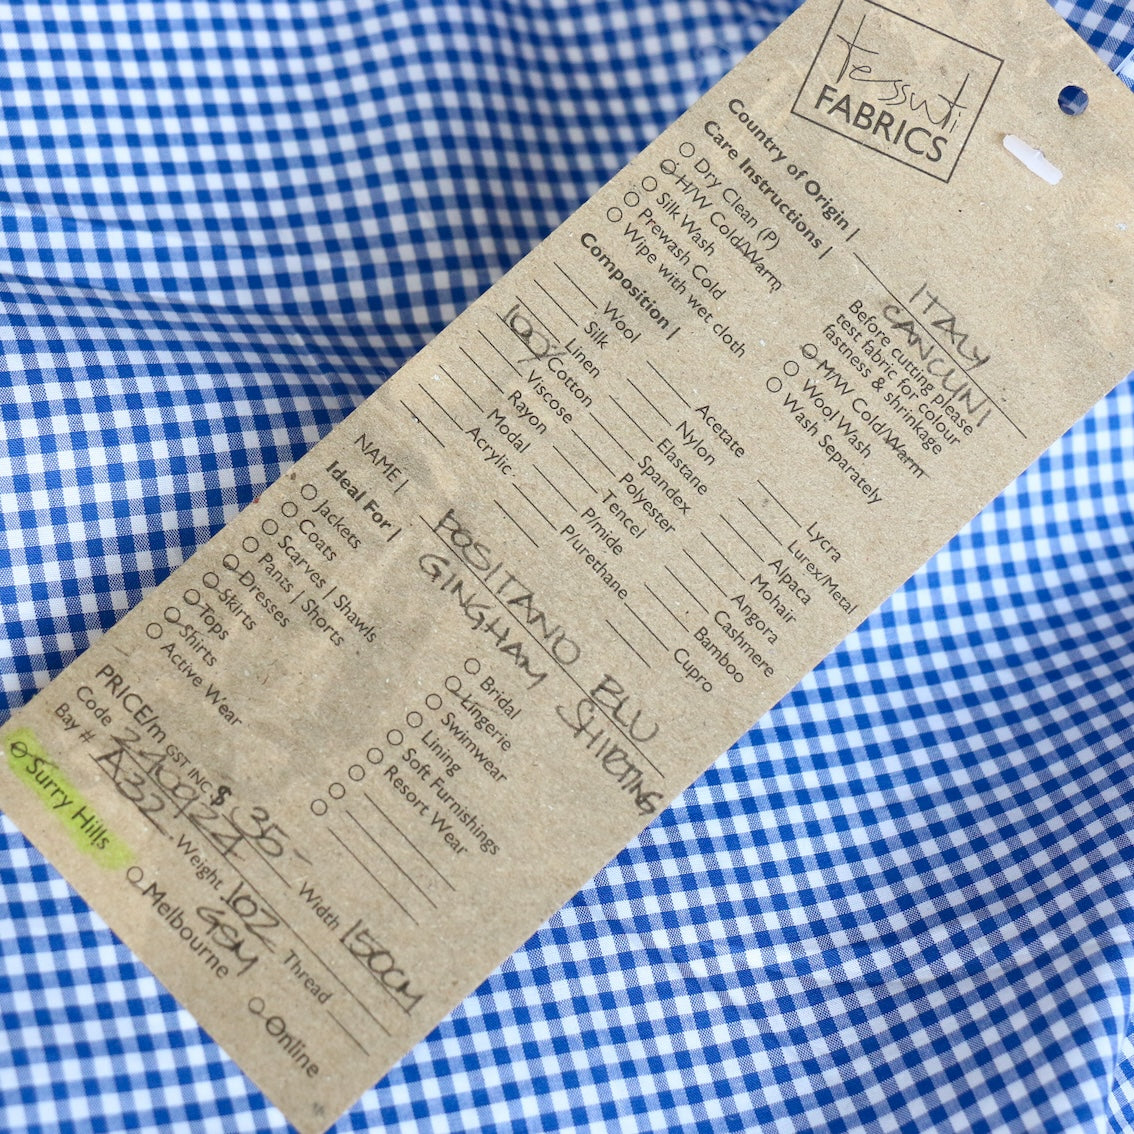 tessuti
FABRICS
Country of Origin | ITALY
CANCLINI
Care Instructions |
Dry Clean (P)
H/W Cold/Warm
Silk Wash
Prewash Cold
Wipe with wet cloth
Before cutting please
test fabric for colour
fastness & shrinkage
M/W Cold/Warm
Wool Wash
Wash Separately
Composition |
Wool
Silk
Linen
100% Cotton
Viscose
Rayon
Modal
Acrylic
Acetate
Nylon
Elastane
Spandex
Polyester
Tencel
P/mide
P/urethane
Lycra
Lurex/Metal
Alpaca
Mohair
Angora
Cashmere
Bamboo
Cupro
NAME | POSITANO BLU
GINGHAM SHIRTING
Ideal For |
Jackets
Coats
Scarves | Shawls
Pants | Shorts
Dresses
Skirts
Tops
Shirts
Active Wear
Bridal
Lingerie
Swimwear
Lining
Soft Furnishings
Resort Wear
PRICE/m GST INC $ 35- Width 150CM
Code 2400924 Weight 102 GSM Thread
Bay # A322
Surry Hills
Melbourne
Online